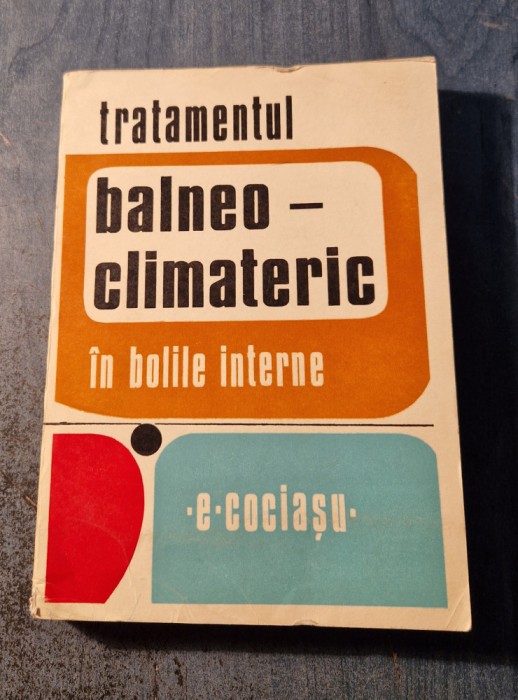 tratamentul
balneo -
climateric
în bolile interne
·e·cociașu·